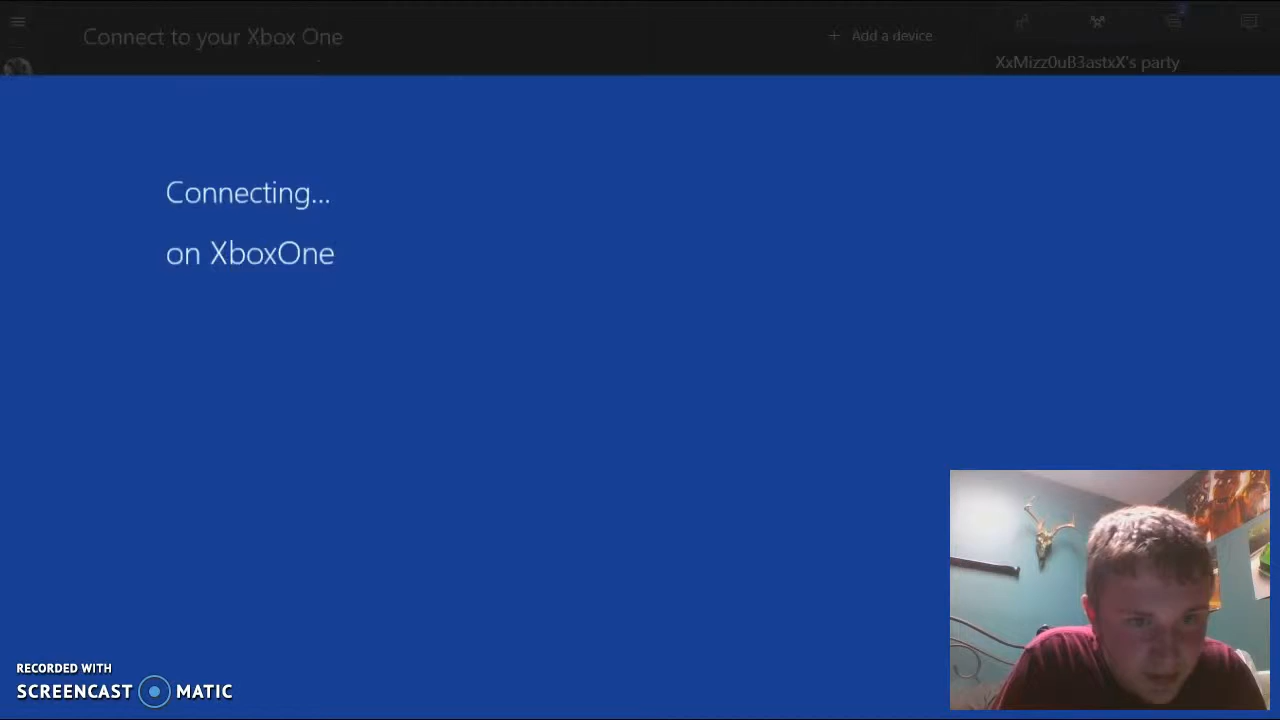 Connect to your Xbox One
+ Add a device
XxMizz0uB3astxX's party
Connecting...
on XboxOne
RECORDED WITH
SCREENCAST MATIC